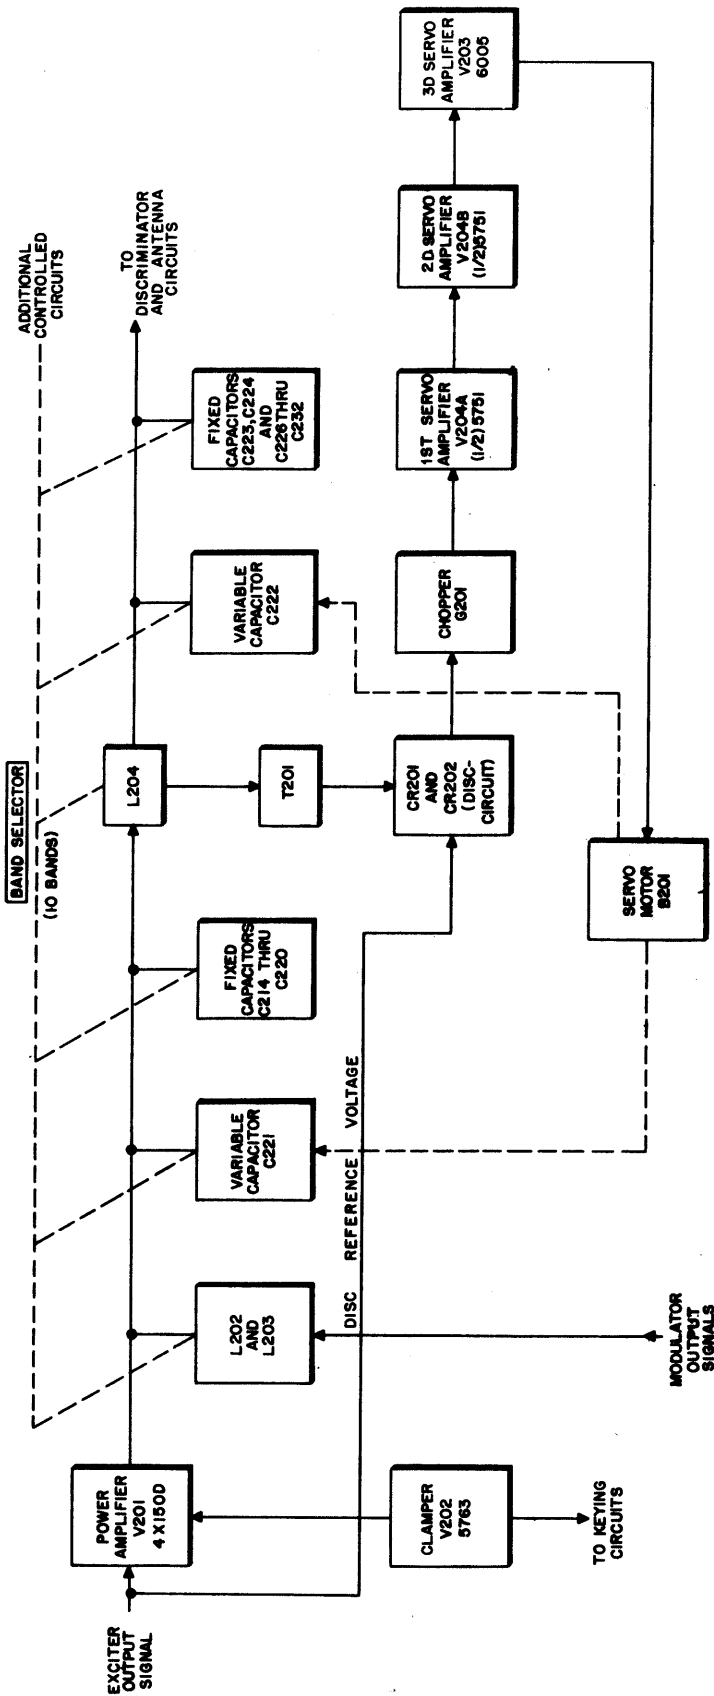 BAND SELECTOR
(10 BANDS)
ADDITIONAL
CONTROLLED
CIRCUITS
EXCITER
OUTPUT
SIGNAL
POWER
AMPLIFIER
V201
4X150D
L204
TO
DISCRIMINATOR
AND ANTENNA
CIRCUITS
L202
AND
L203
VARIABLE
CAPACITOR
C221
FIXED
CAPACITORS
C214 THRU
C220
T201
VARIABLE
CAPACITOR
C222
FIXED
CAPACITORS
C223,C224
AND
C226THRU
C232
DISC REFERENCE VOLTAGE
CLAMPER
V202
5763
CR201
AND
CR202
(DISC-
CIRCUIT)
CHOPPER
G201
1ST SERVO
AMPLIFIER
V204A
(1/2)5751
2D SERVO
AMPLIFIER
V204B
(1/2)5751
3D SERVO
AMPLIFIER
V203
6005
TO KEYING
CIRCUITS
MODULATOR
OUTPUT
SIGNALS
SERVO
MOTOR
B201